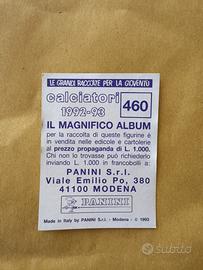 LE GRANDI RACCOLTE PER LA GIOVENTÙ
calciatori
1992-93
460
IL MAGNIFICO ALBUM
per la raccolta di queste figurine è
in vendita nelle edicole e cartolerie
al prezzo propaganda di L. 1.000.
Chi non lo trovasse può richiederlo
inviando L. 1.000 in francobolli a:
PANINI S.r.l.
Viale Emilio Po, 380
41100 MODENA
PANINI
Made in Italy by PANINI S.r.l. - Modena - © 1993
subito